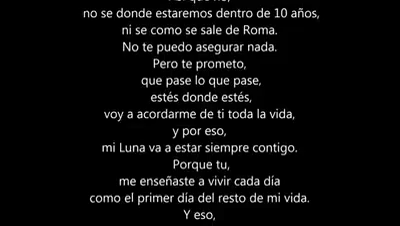 no se donde estaremos dentro de 10 años,
ni se como se sale de Roma.
No te puedo asegurar nada.
Pero te prometo,
que pase lo que pase,
estés donde estés,
voy a acordarme de ti toda la vida,
y por eso,
mi Luna va a estar siempre contigo.
Porque tu,
me enseñaste a vivir cada día
como el primer día del resto de mi vida.
Y eso,